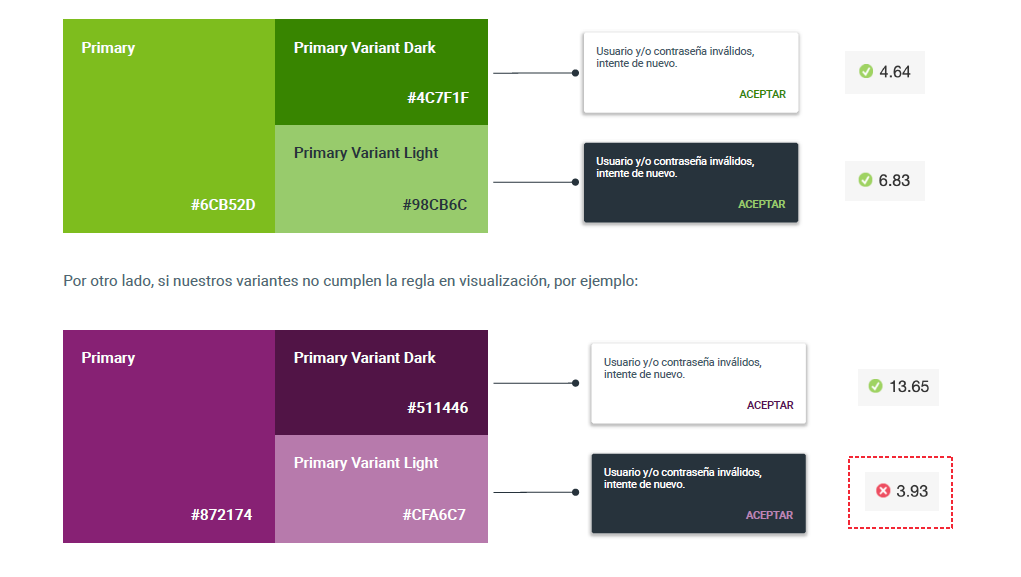 Primary
#6CB52D
Primary Variant Dark
#4C7F1F
Primary Variant Light
#98CB6C
Usuario y/o contraseña inválidos,
intente de nuevo.
ACEPTAR
4.64
Usuario y/o contraseña inválidos,
intente de nuevo.
ACEPTAR
6.83
Por otro lado, si nuestros variantes no cumplen la regla en visualización, por ejemplo:
Primary
#872174
Primary Variant Dark
#511446
Primary Variant Light
#CFA6C7
Usuario y/o contraseña inválidos,
intente de nuevo.
ACEPTAR
13.65
Usuario y/o contraseña inválidos,
intente de nuevo.
ACEPTAR
3.93